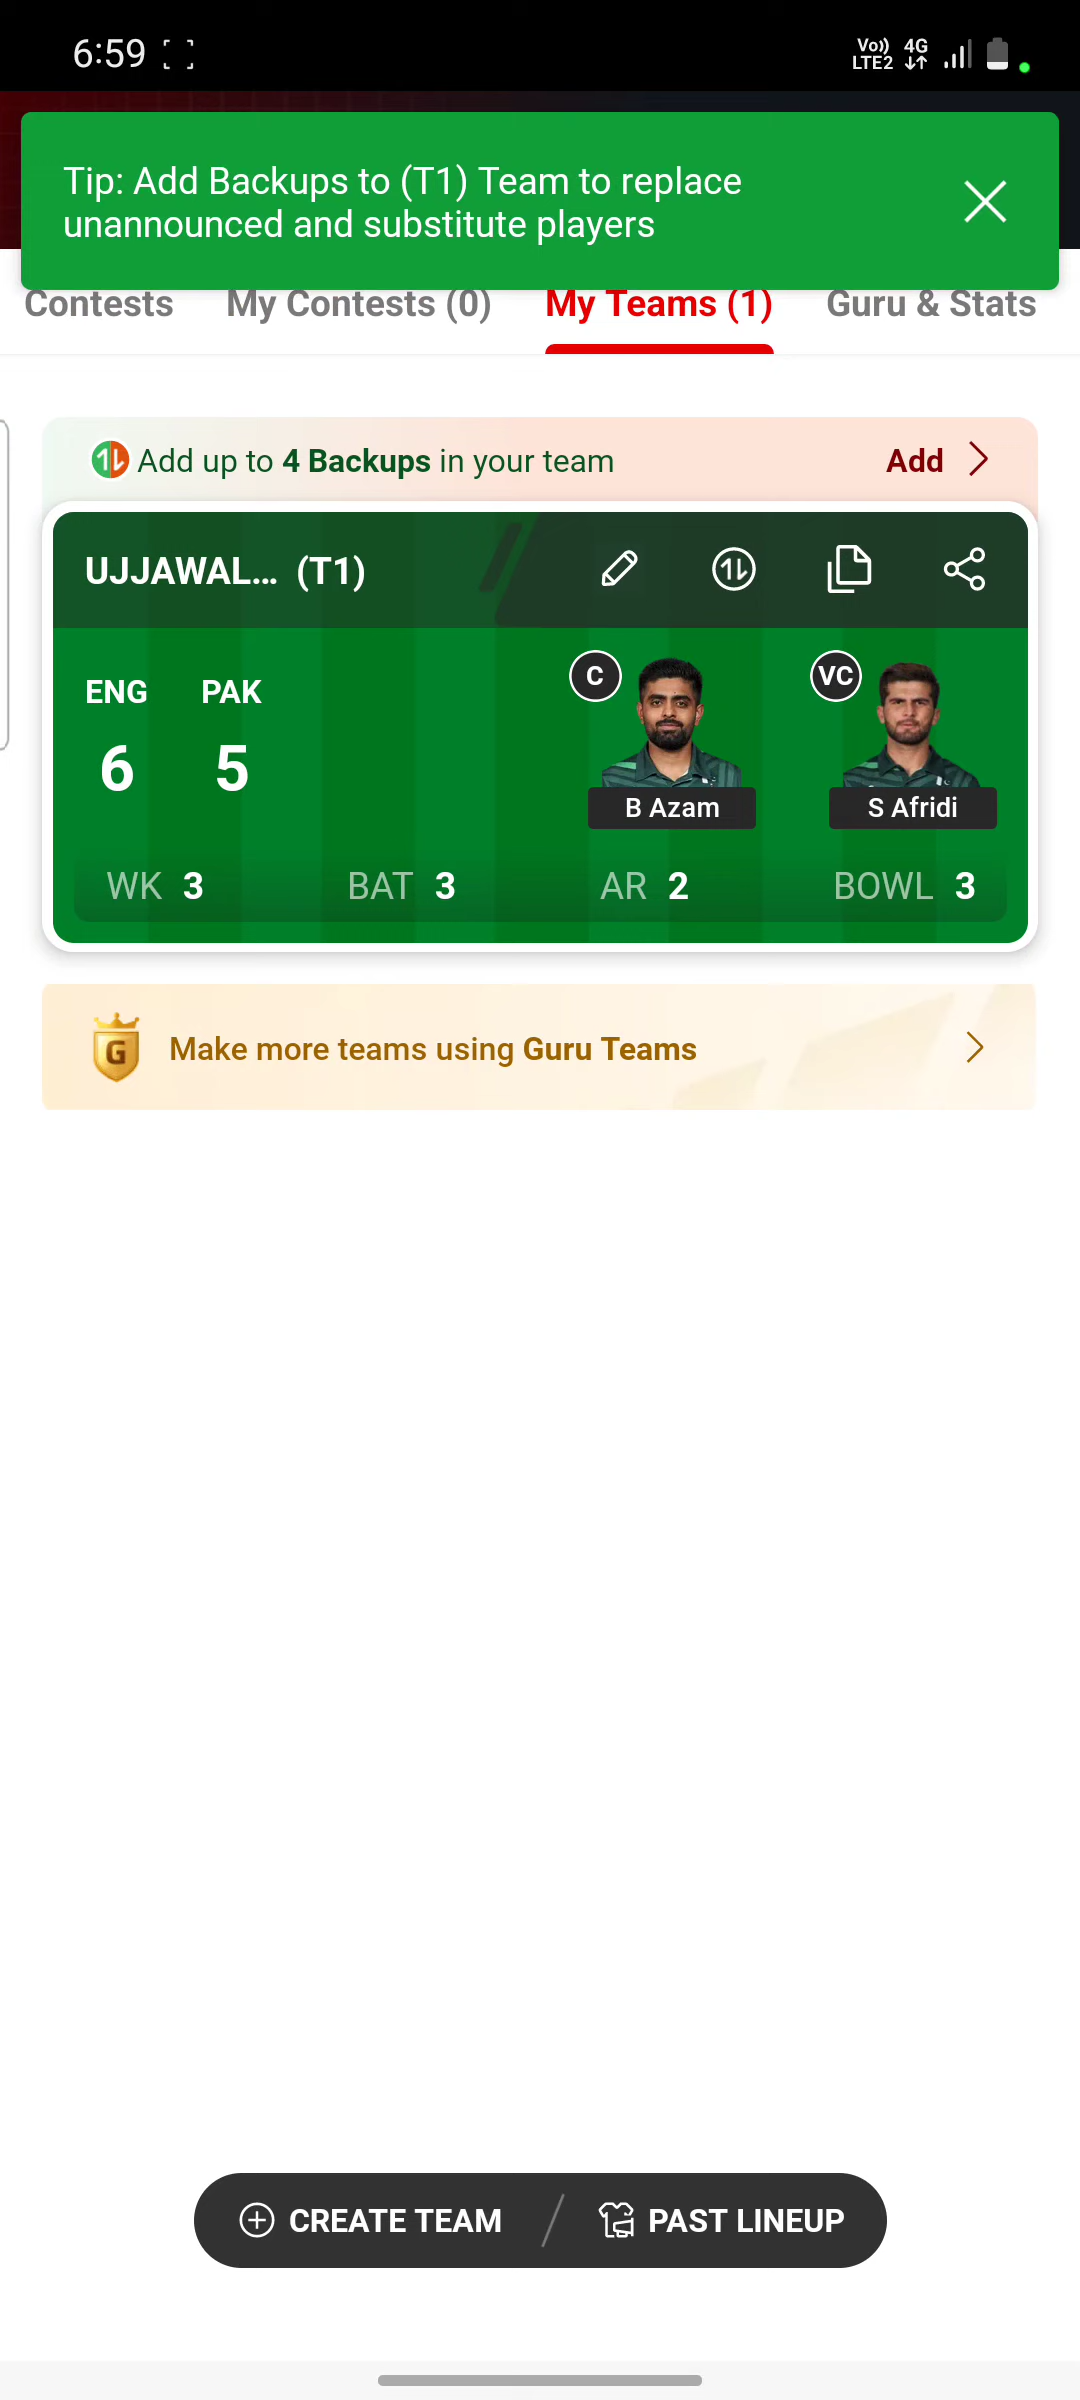 6:59
Vo)) 4G
LTE2
Tip: Add Backups to (T1) Team to replace
unannounced and substitute players
Contests My Contests (0) My Teams (1) Guru & Stats
Add up to 4 Backups in your team Add
UJJAWAL... (T1)
ENG PAK
6 5
C VC
B Azam S Afridi
WK 3 BAT 3 AR 2 BOWL 3
G Make more teams using Guru Teams
CREATE TEAM PAST LINEUP